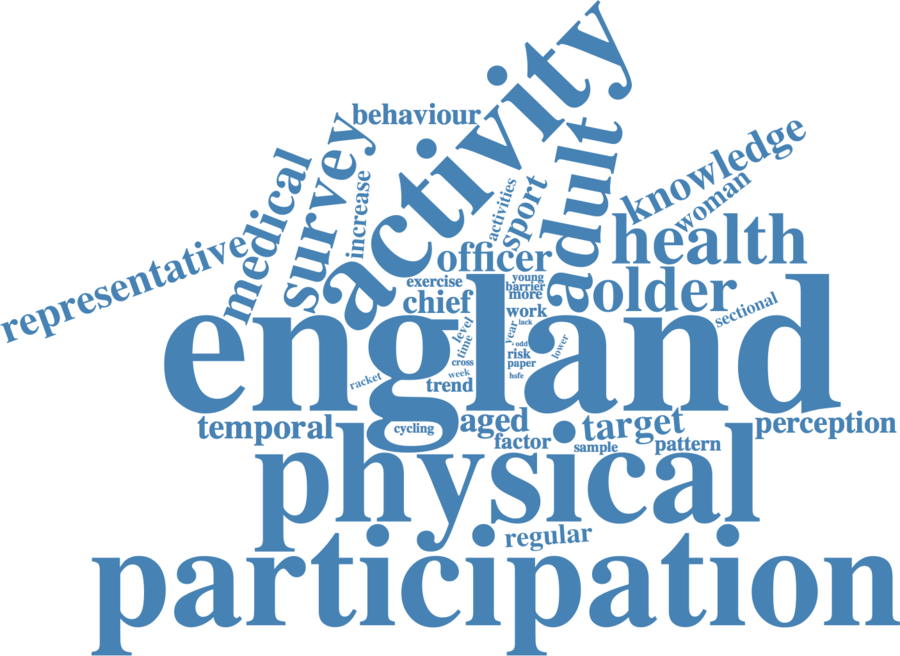 activity
behaviour
survey
medical
increase
representative
adult
sport
activities
knowledge
woman
health
officer
older
exercise
chief
young
barrier
more
work
lack
year
odd
lower
sectional
england
level
time
cross
week
trend
racket
risk
paper
hsfe
temporal
cycling
aged
factor
target
sample
pattern
perception
physical
regular
participation